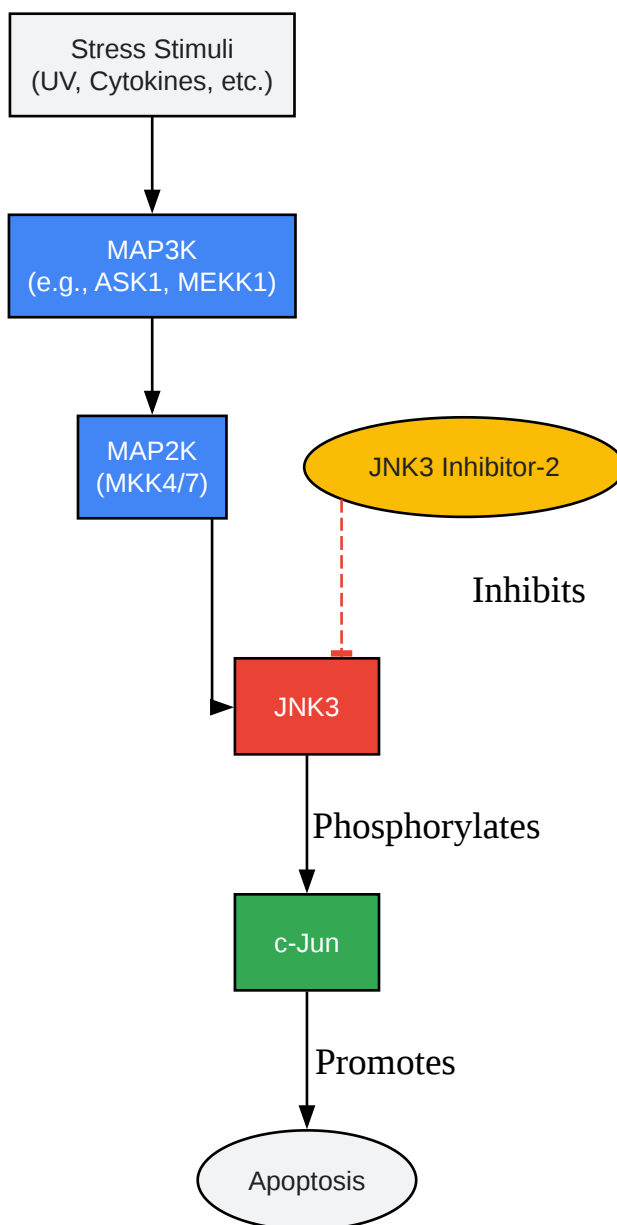 Stress Stimuli
(UV, Cytokines, etc.)
MAP3K
(e.g., ASK1, MEKK1)
MAP2K
(MKK4/7)
JNK3 Inhibitor-2
Inhibits
JNK3
Phosphorylates
c-Jun
Promotes
Apoptosis